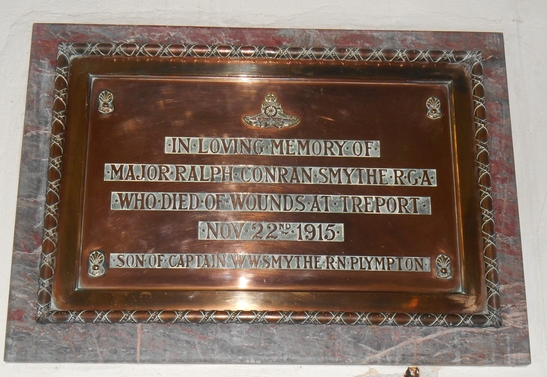 ·IN·LOVING·MEMORY·OF·
·MAJOR·RALPH·CONRAN·SMYTHE·R·G·A·
·WHO·DIED·OF·WOUNDS·AT·TREPORT·
·NOV. 22ND 1915·
·SON·OF·CAPTAIN·W·W·SMYTHE·R·N·PLYMPTON·